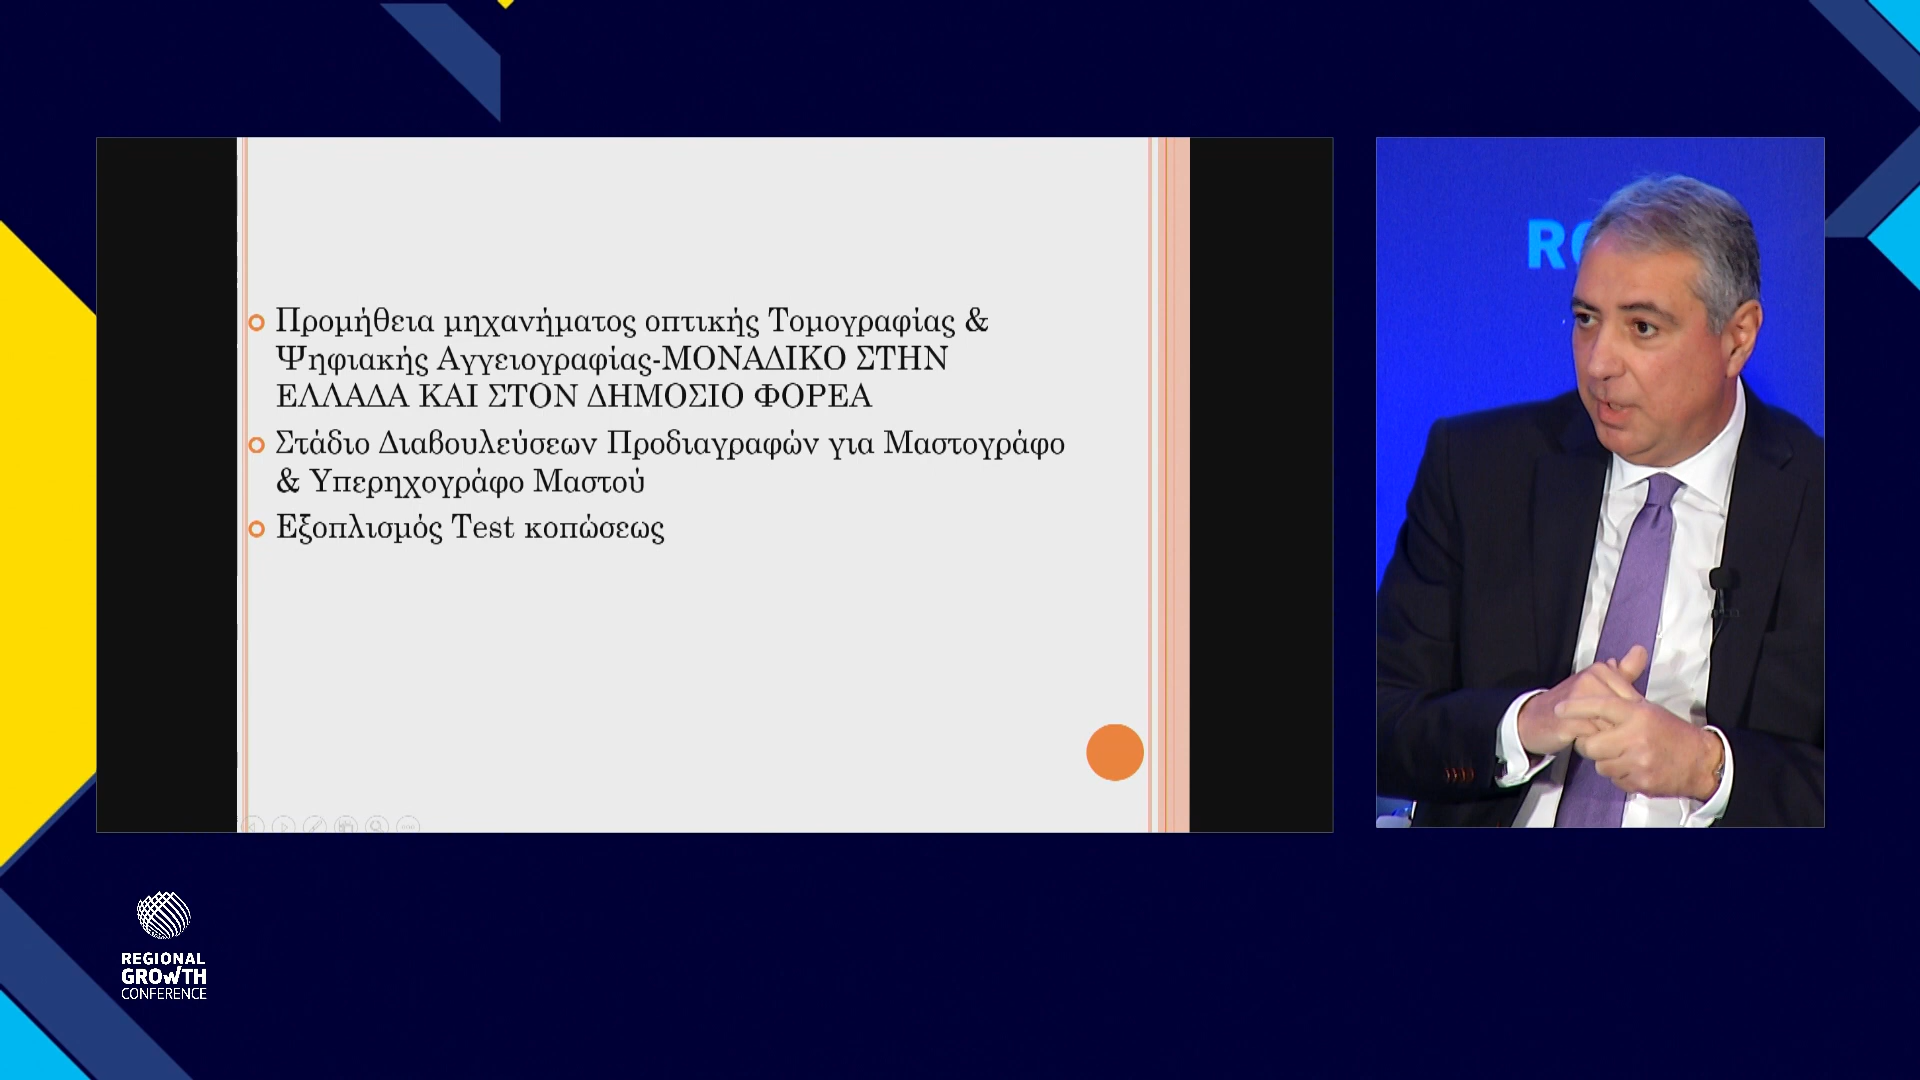 Προμήθεια μηχανήματος οπτικής Τομογραφίας &
Ψηφιακής Αγγειογραφίας-ΜΟΝΑΔΙΚΟ ΣΤΗΝ
ΕΛΛΑΔΑ ΚΑΙ ΣΤΟΝ ΔΗΜΟΣΙΟ ΦΟΡΕΑ
Στάδιο Διαβουλεύσεων Προδιαγραφών για Μαστογράφο
& Υπερηχογράφο Μαστού
Εξοπλισμός Test κοπώσεως
REGIONAL
GROWTH
CONFERENCE